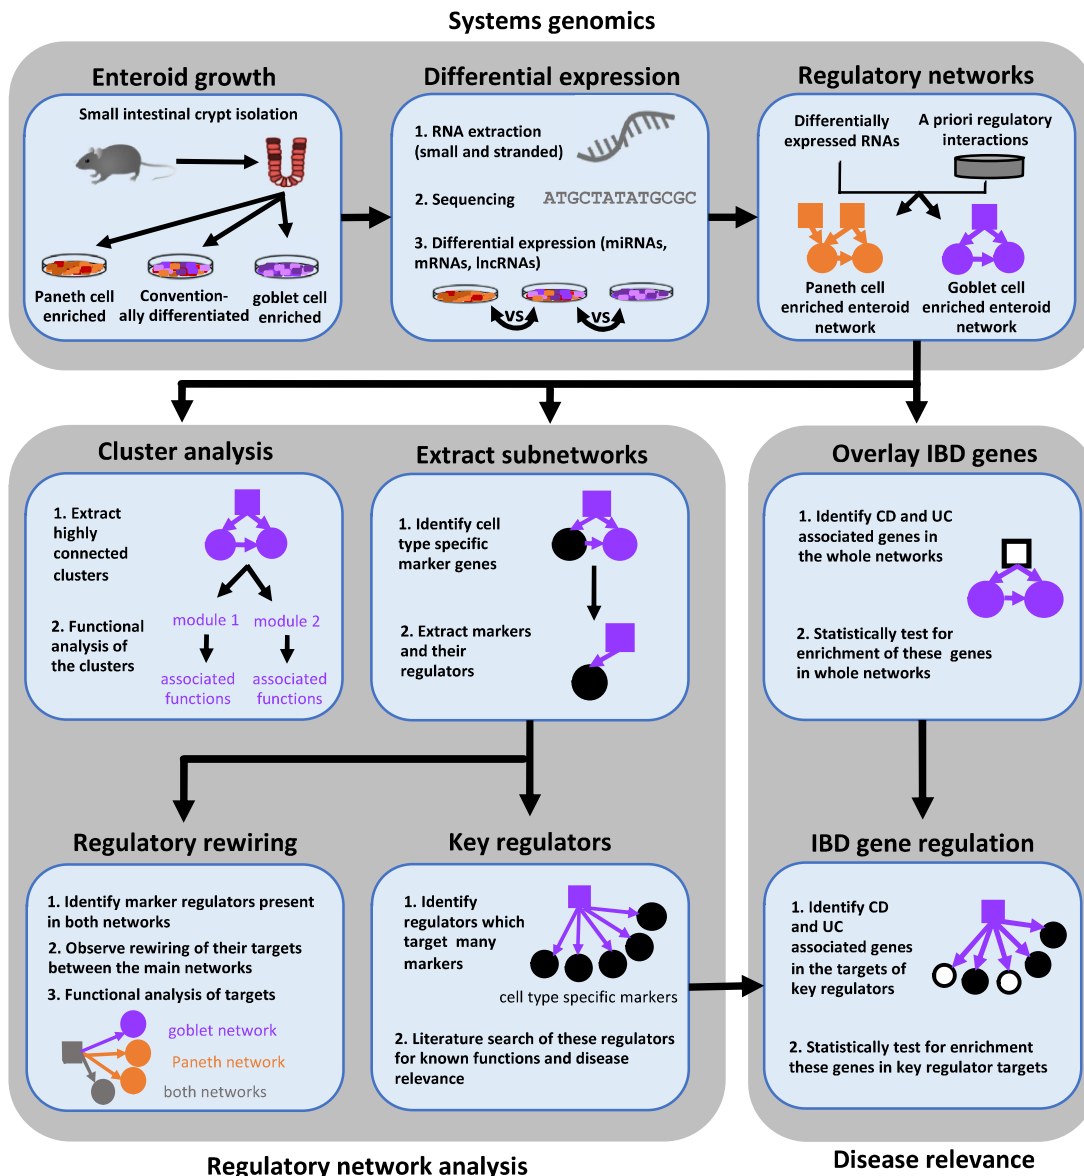 Systems genomics
Enteroid growth
Small intestinal crypt isolation
Paneth cell
enriched
Convention-
ally differentiated
goblet cell
enriched
Differential expression
1. RNA extraction
(small and stranded)
2. Sequencing
ATGCTATATGCGC
3. Differential expression (miRNAs,
mRNAs, lncRNAs)
vs
vs
Regulatory networks
Differentially
expressed RNAs
A priori regulatory
interactions
Paneth cell
enriched enteroid
network
Goblet cell
enriched enteroid
network
Cluster analysis
1. Extract
highly
connected
clusters
2. Functional
analysis of
the clusters
module 1
module 2
associated
functions
associated
functions
Extract subnetworks
1. Identify cell
type specific
marker genes
2. Extract markers
and their
regulators
Overlay IBD genes
1. Identify CD and UC
associated genes in
the whole networks
2. Statistically test for
enrichment of these genes
in whole networks
Regulatory rewiring
1. Identify marker regulators present
in both networks
2. Observe rewiring of their targets
between the main networks
3. Functional analysis of targets
goblet network
Paneth network
both networks
Key regulators
1. Identify
regulators which
target many
markers
cell type specific markers
2. Literature search of these regulators
for known functions and disease
relevance
IBD gene regulation
1. Identify CD
and UC
associated genes
in the targets of
key regulators
2. Statistically test for enrichment
these genes in key regulator targets
Regulatory network analysis
Disease relevance